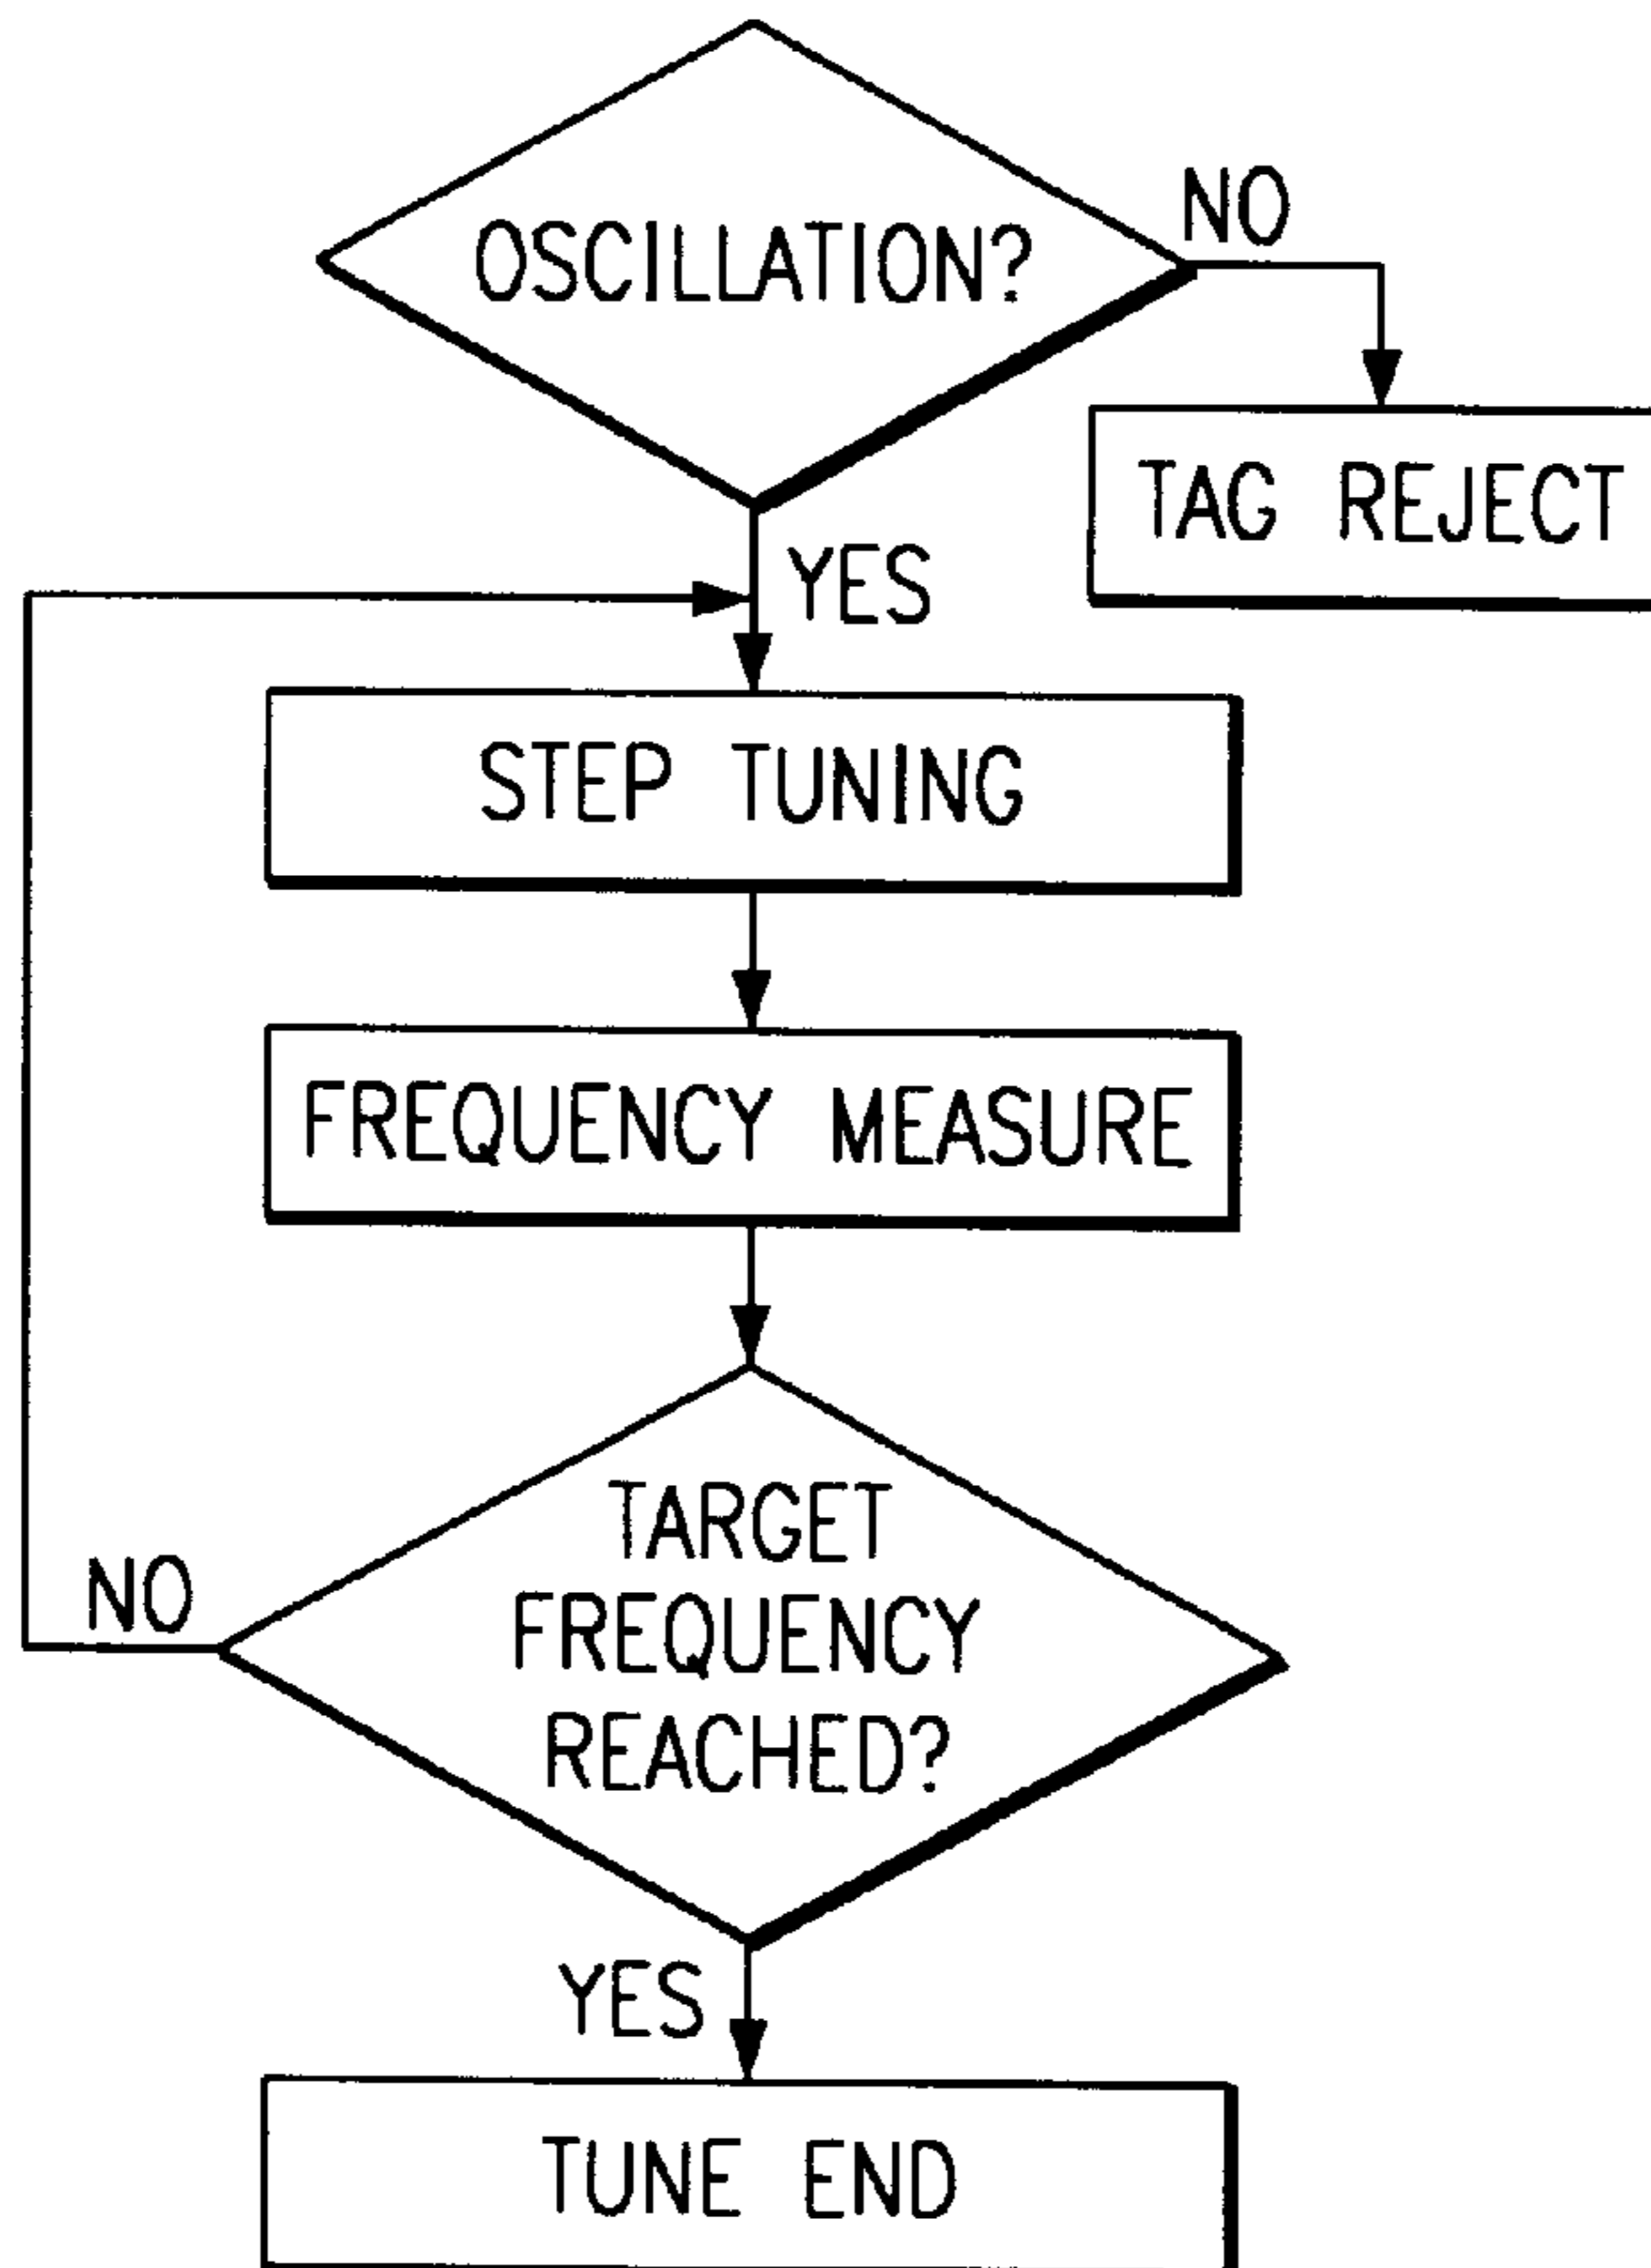 OSCILLATION?
NO
TAG REJECT
YES
STEP TUNING
FREQUENCY MEASURE
TARGET
FREQUENCY
REACHED?
NO
YES
TUNE END